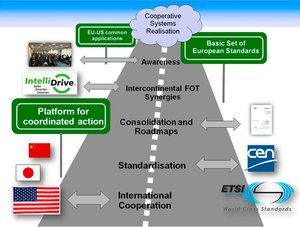 Cooperative
Systems
Realisation
EU-US common
applications
Basic Set of
European Standards
Awareness
IntelliDrive
Intercontinental FOT
Synergies
Platform for
coordinated action
Consolidation and
Roadmaps
cen
Standardisation
ETSI
World Class Standards
International
Cooperation